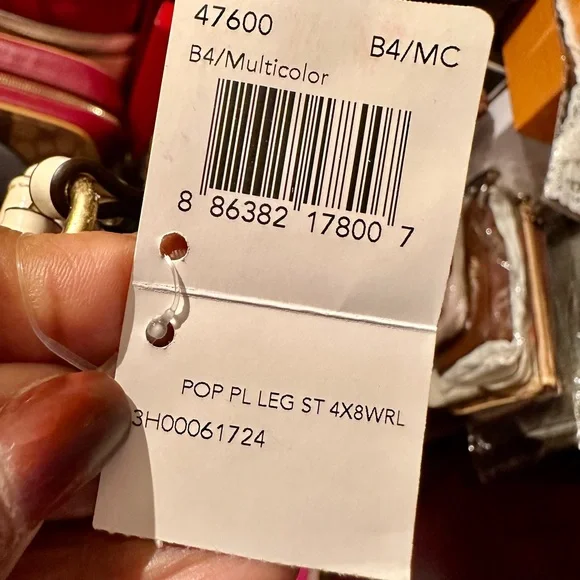 47600 B4/MC
B4/Multicolor
8 86382 17800 7
POP PL LEG ST 4X8WRL
3H00061724